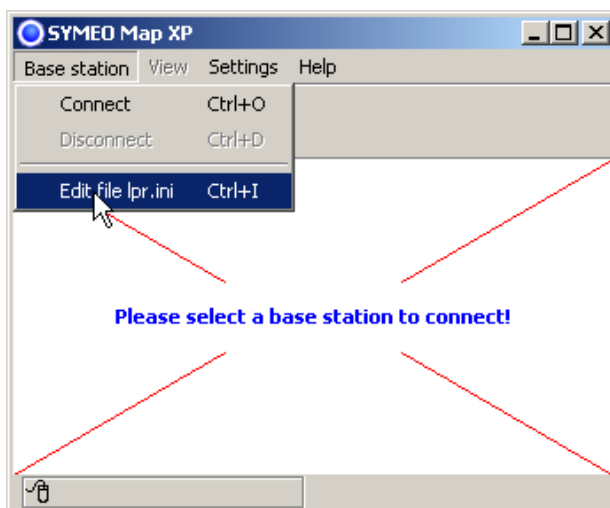 SYMEO Map XP
Base station View Settings Help
Connect Ctrl+O
Disconnect Ctrl+D
Edit file lpr.ini Ctrl+I
Please select a base station to connect!